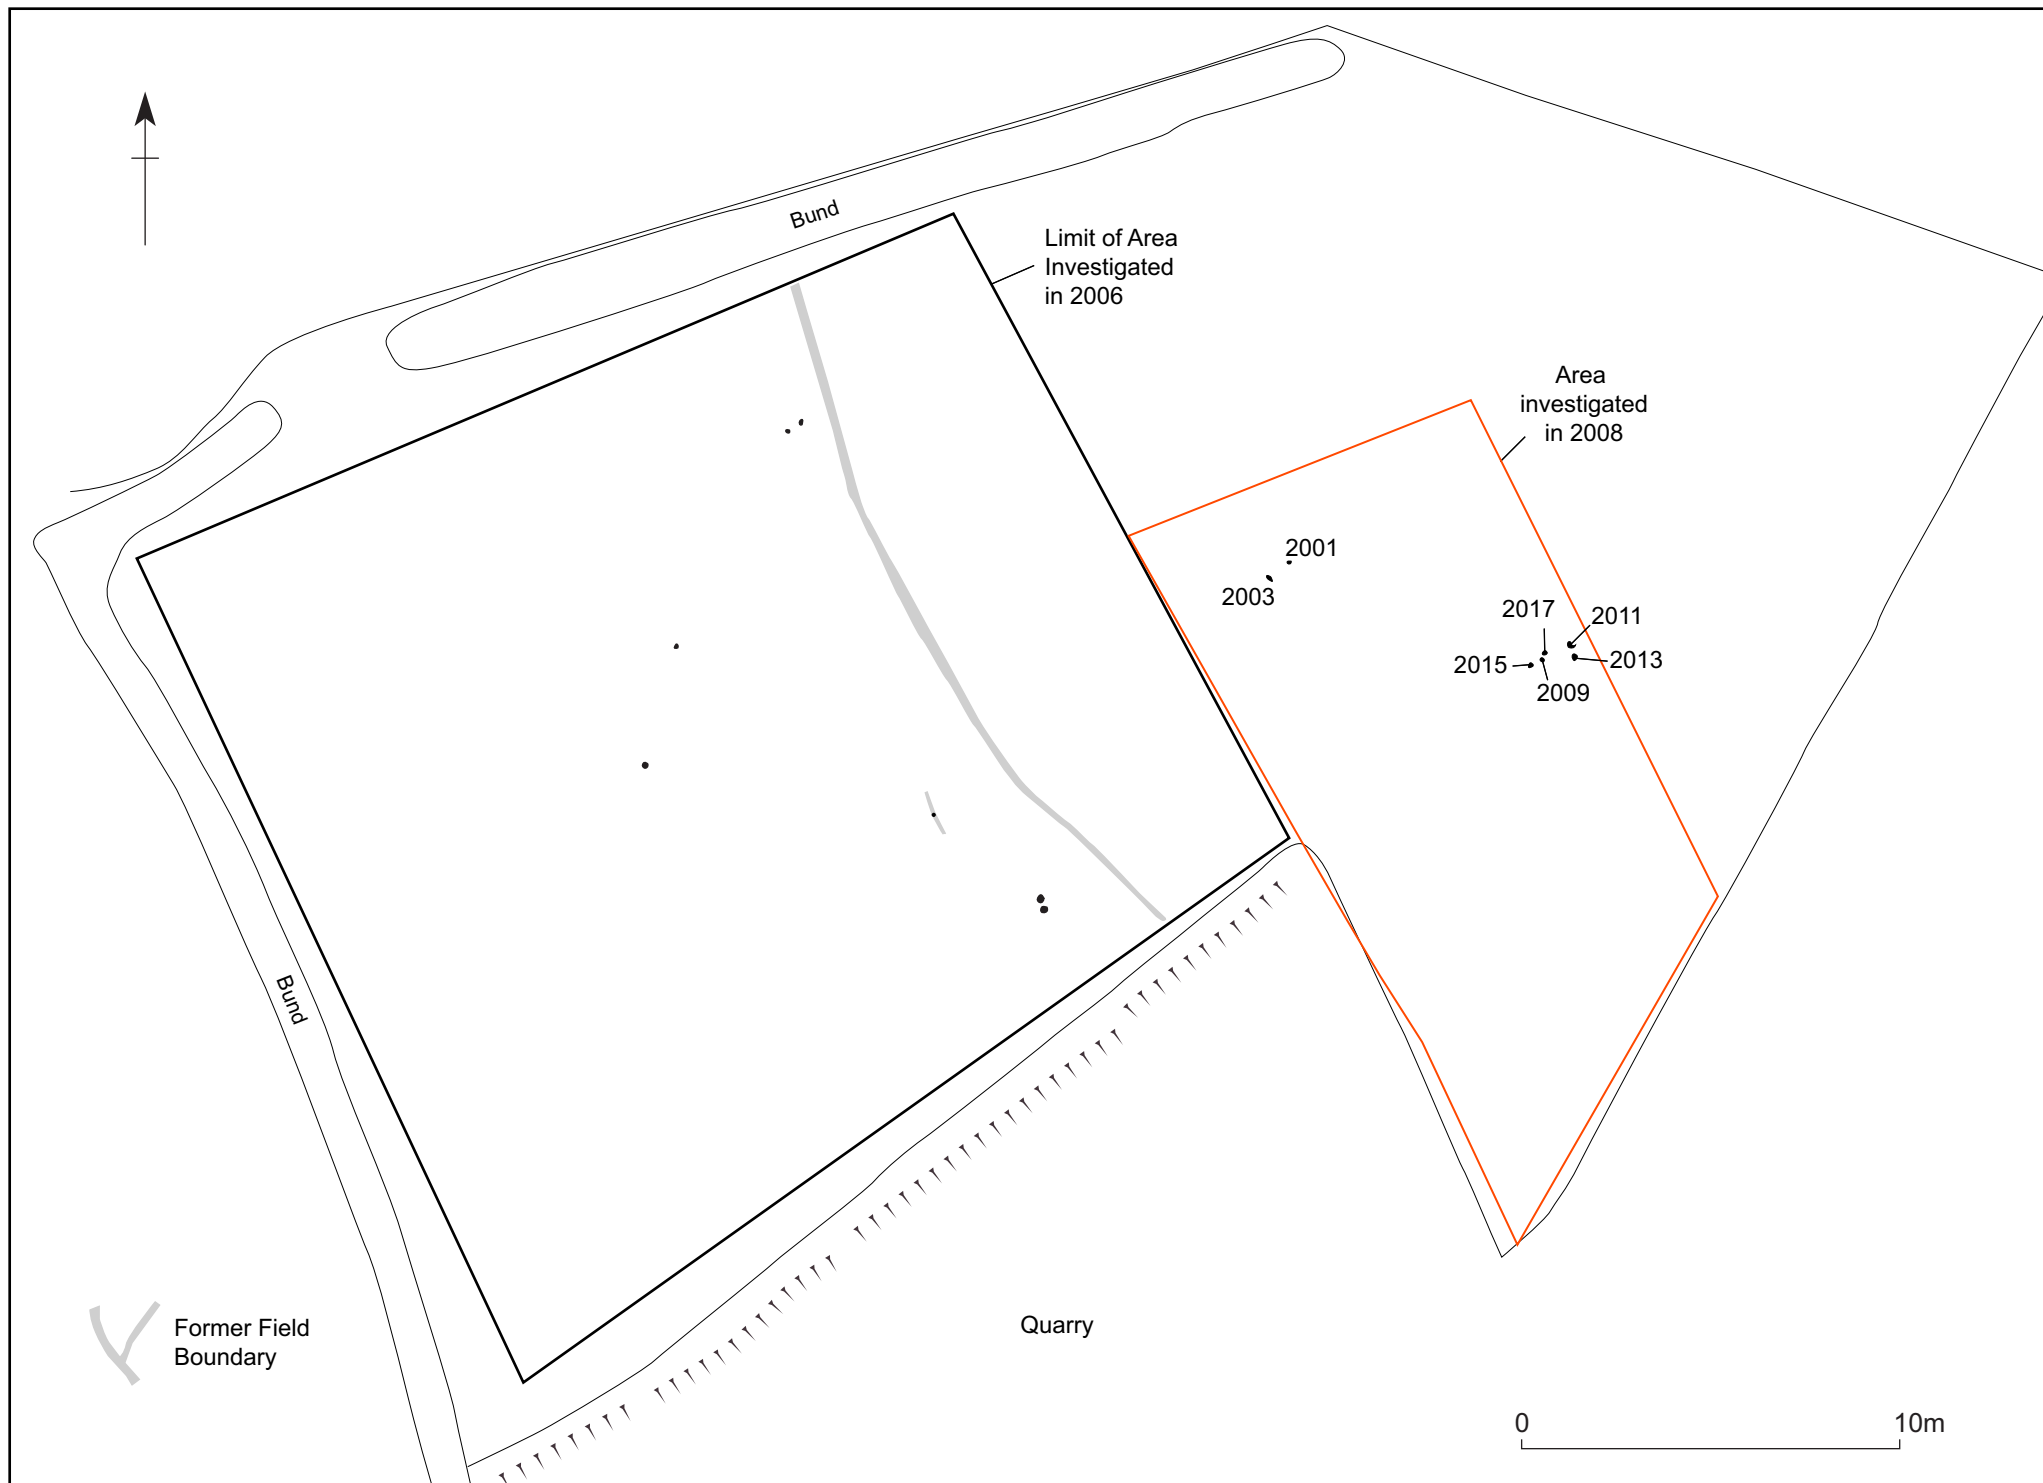 Bund
Limit of Area
Investigated
in 2006
Area
investigated
in 2008
2001
2003
2017
2011
2015
2013
2009
Bund
Former Field
Boundary
Quarry
0
10m